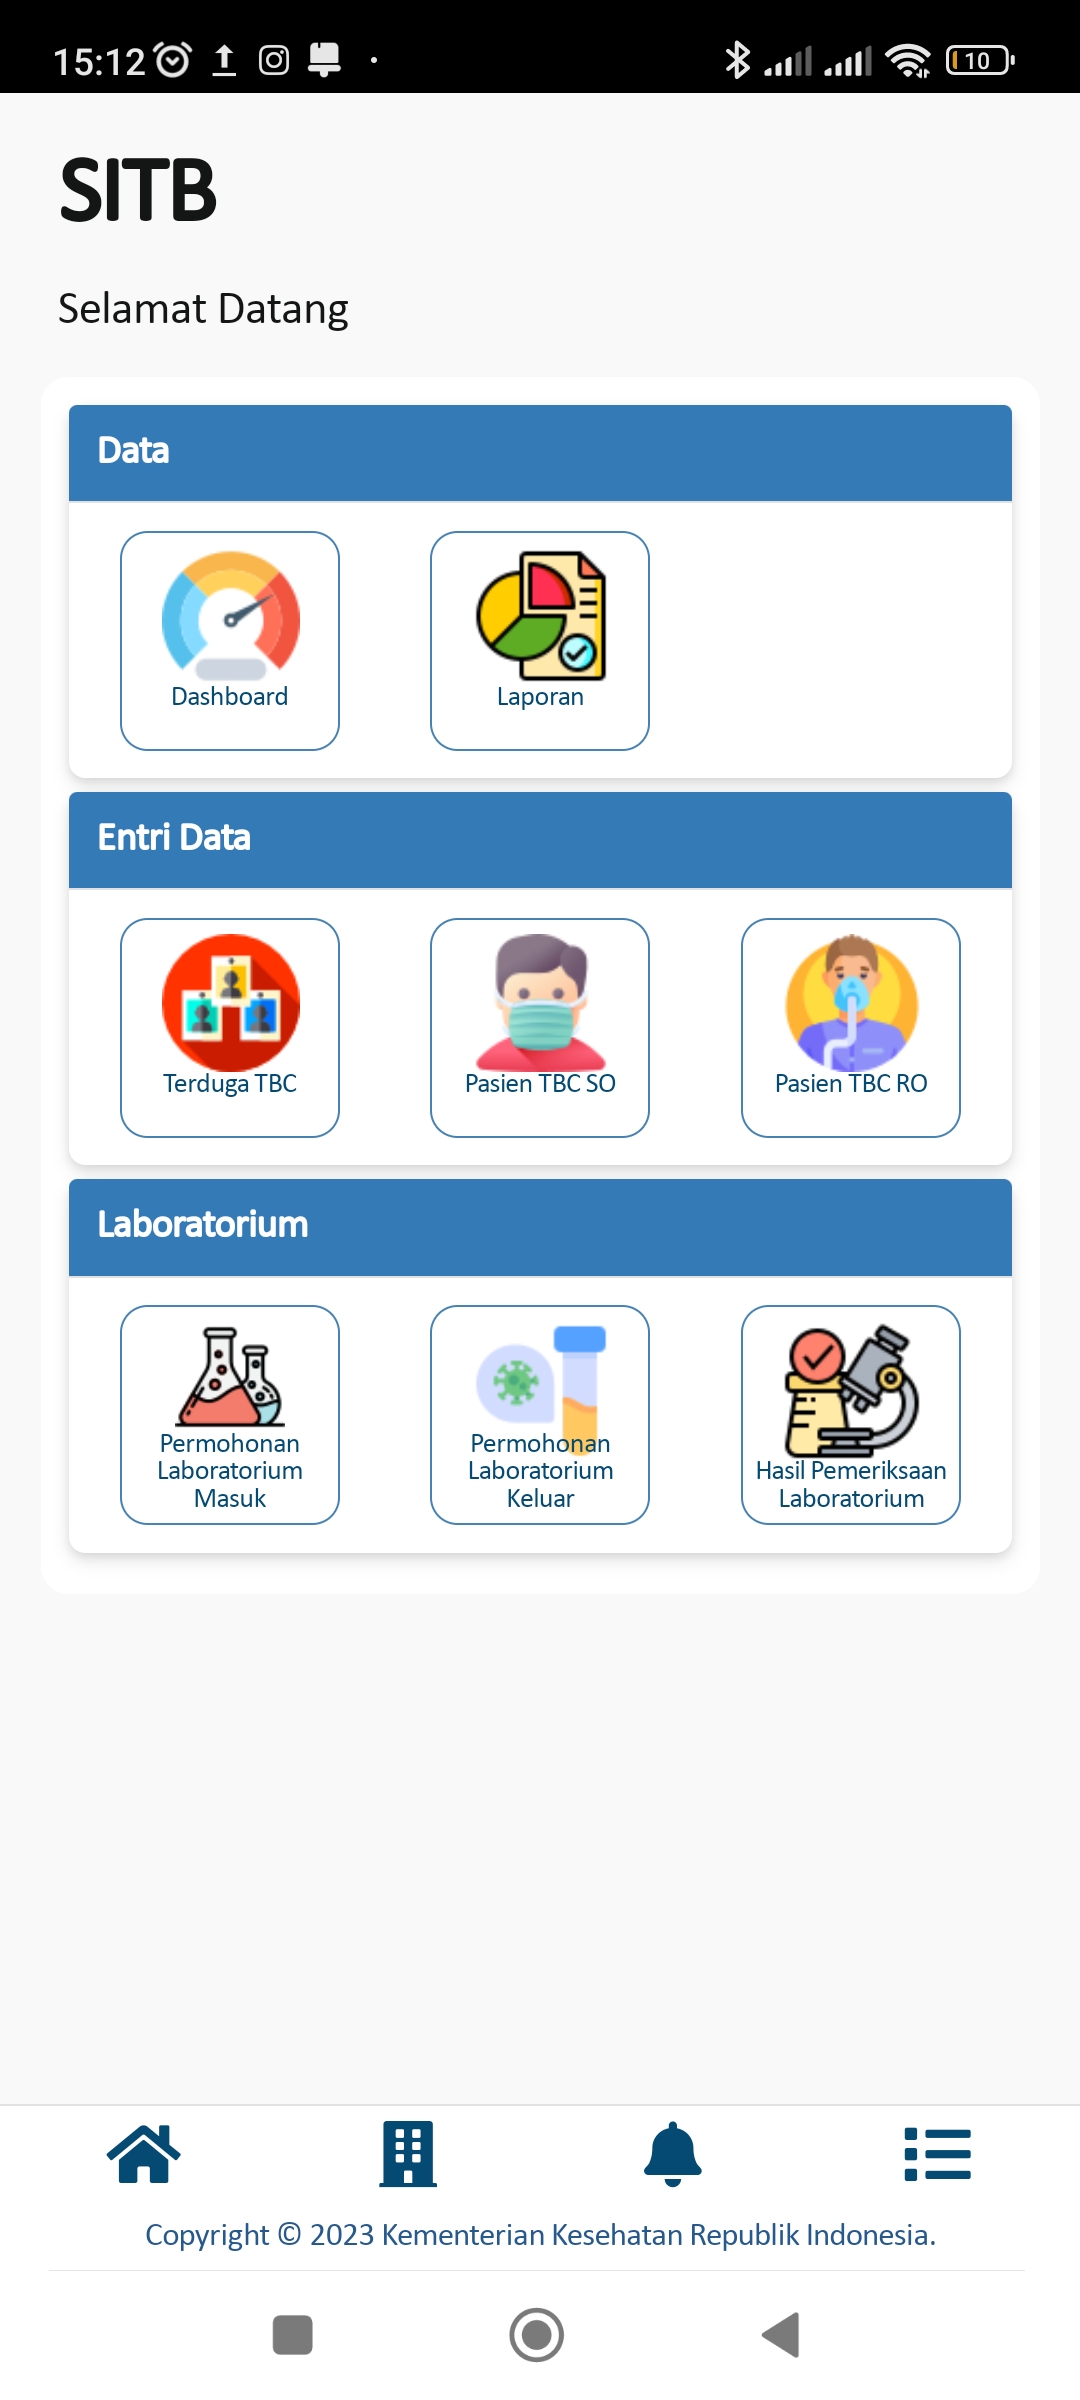 15:12
10
SITB
Selamat Datang
Data
Dashboard
Laporan
Entri Data
Terduga TBC
Pasien TBC SO
Pasien TBC RO
Laboratorium
Permohonan
Laboratorium
Masuk
Permohonan
Laboratorium
Keluar
Hasil Pemeriksaan
Laboratorium
Copyright © 2023 Kementerian Kesehatan Republik Indonesia.